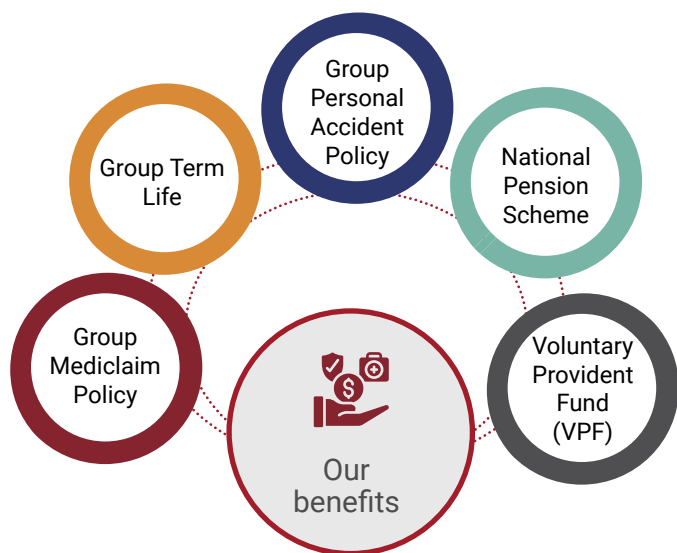 Group
Personal
Accident
Policy
Group Term
Life
National
Pension
Scheme
Group
Mediclaim
Policy
Voluntary
Provident
Fund
(VPF)
$
Our
benefits